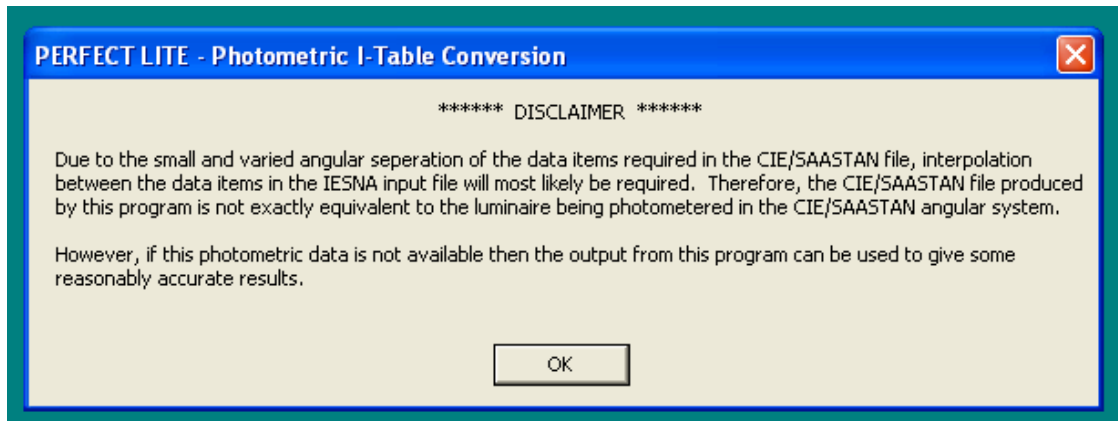 PERFECT LITE - Photometric I-Table Conversion
****** DISCLAIMER ******
Due to the small and varied angular seperation of the data items required in the CIE/SAASTAN file, interpolation
between the data items in the IESNA input file will most likely be required.  Therefore, the CIE/SAASTAN file produced
by this program is not exactly equivalent to the luminaire being photometered in the CIE/SAASTAN angular system.
However, if this photometric data is not available then the output from this program can be used to give some
reasonably accurate results.
OK